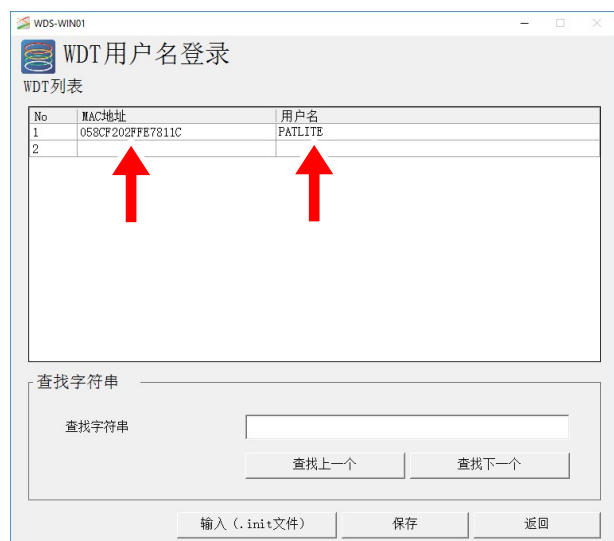 WDS-WIN01
WDT用户名登录
WDT列表
No MAC地址 用户名
1 058CF202FFE7811C PATLITE
2
查找字符串
查找字符串
查找上一个 查找下一个
输入(.init文件) 保存 返回